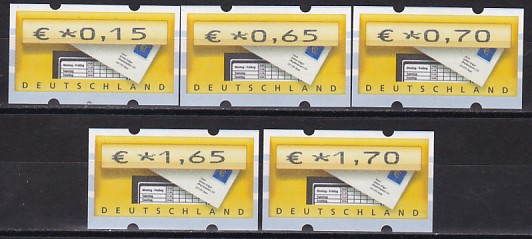 € *0,15
DEUTSCHLAND
€ *0,65
DEUTSCHLAND
€ *0,70
DEUTSCHLAND
€ *1,65
DEUTSCHLAND
€ *1,70
DEUTSCHLAND